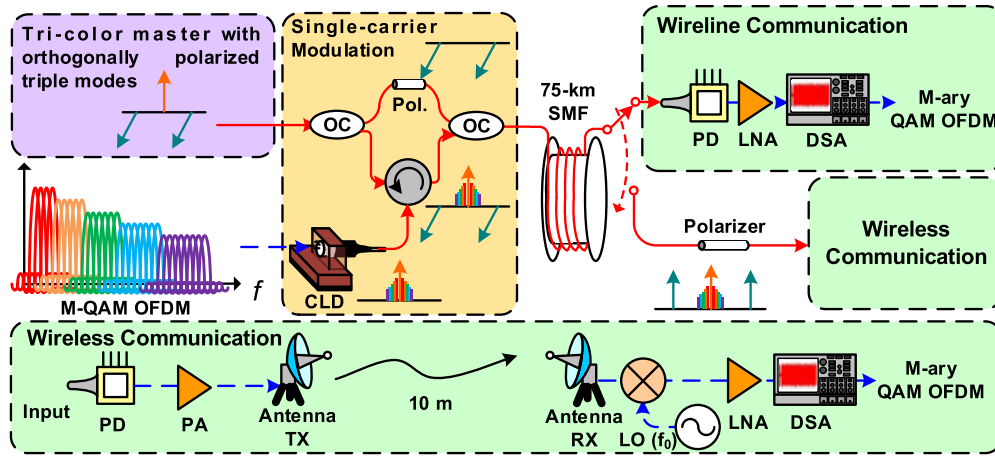 Tri-color master with
orthogonally polarized
triple modes
Single-carrier
Modulation
Pol.
OC
OC
CLD
M-QAM OFDM
f
75-km
SMF
Wireline Communication
PD
LNA
DSA
M-ary
QAM OFDM
Polarizer
Wireless
Communication
Wireless Communication
Input
PD
PA
Antenna
TX
10 m
Antenna
RX
LO (f₀)
LNA
DSA
M-ary
QAM OFDM